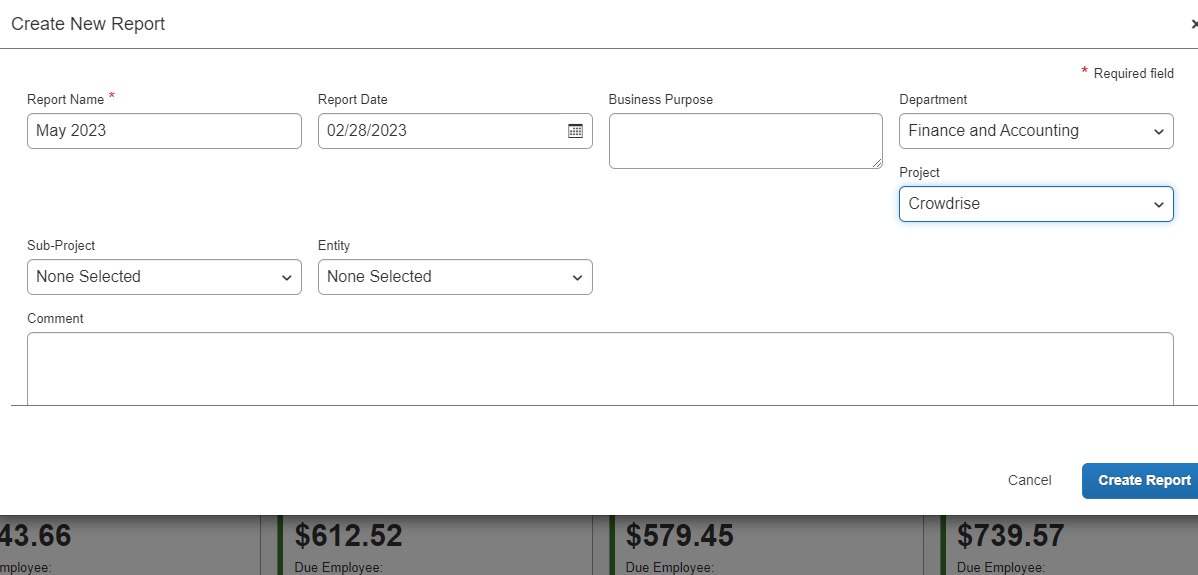 Create New Report
* Required field
Report Name *
May 2023
Report Date
02/28/2023
Business Purpose
Department
Finance and Accounting
Project
Crowdrise
Sub-Project
None Selected
Entity
None Selected
Comment
Cancel
Create Report
43.66
$612.52
$579.45
$739.57
mployee:
Due Employee:
Due Employee:
Due Employee: